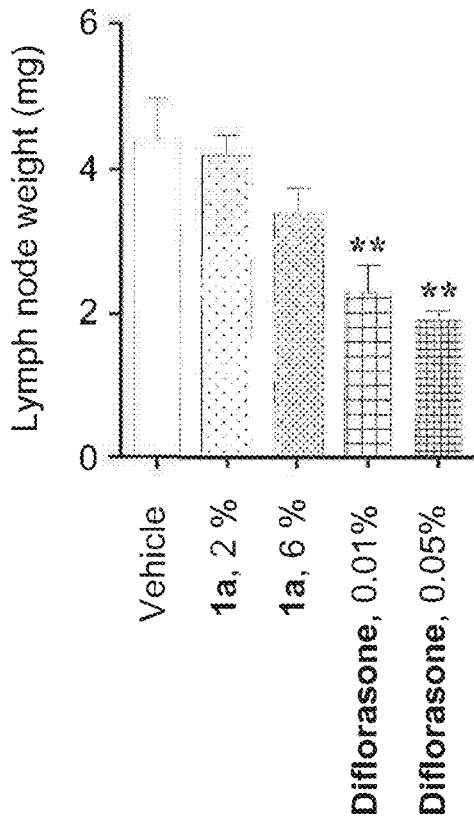 Lymph node weight (mg)
6
4
2
0
**
**
Vehicle
1a, 2 %
1a, 6 %
Diflorasone, 0.01%
Diflorasone, 0.05%